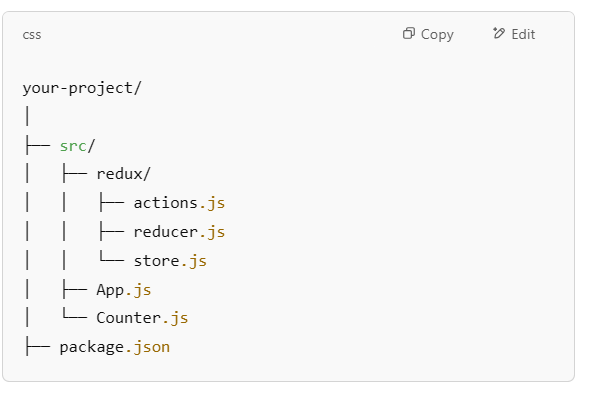 css Copy Edit
your-project/
│
├── src/
│   ├── redux/
│   │   ├── actions.js
│   │   ├── reducer.js
│   │   └── store.js
│   ├── App.js
│   └── Counter.js
├── package.json